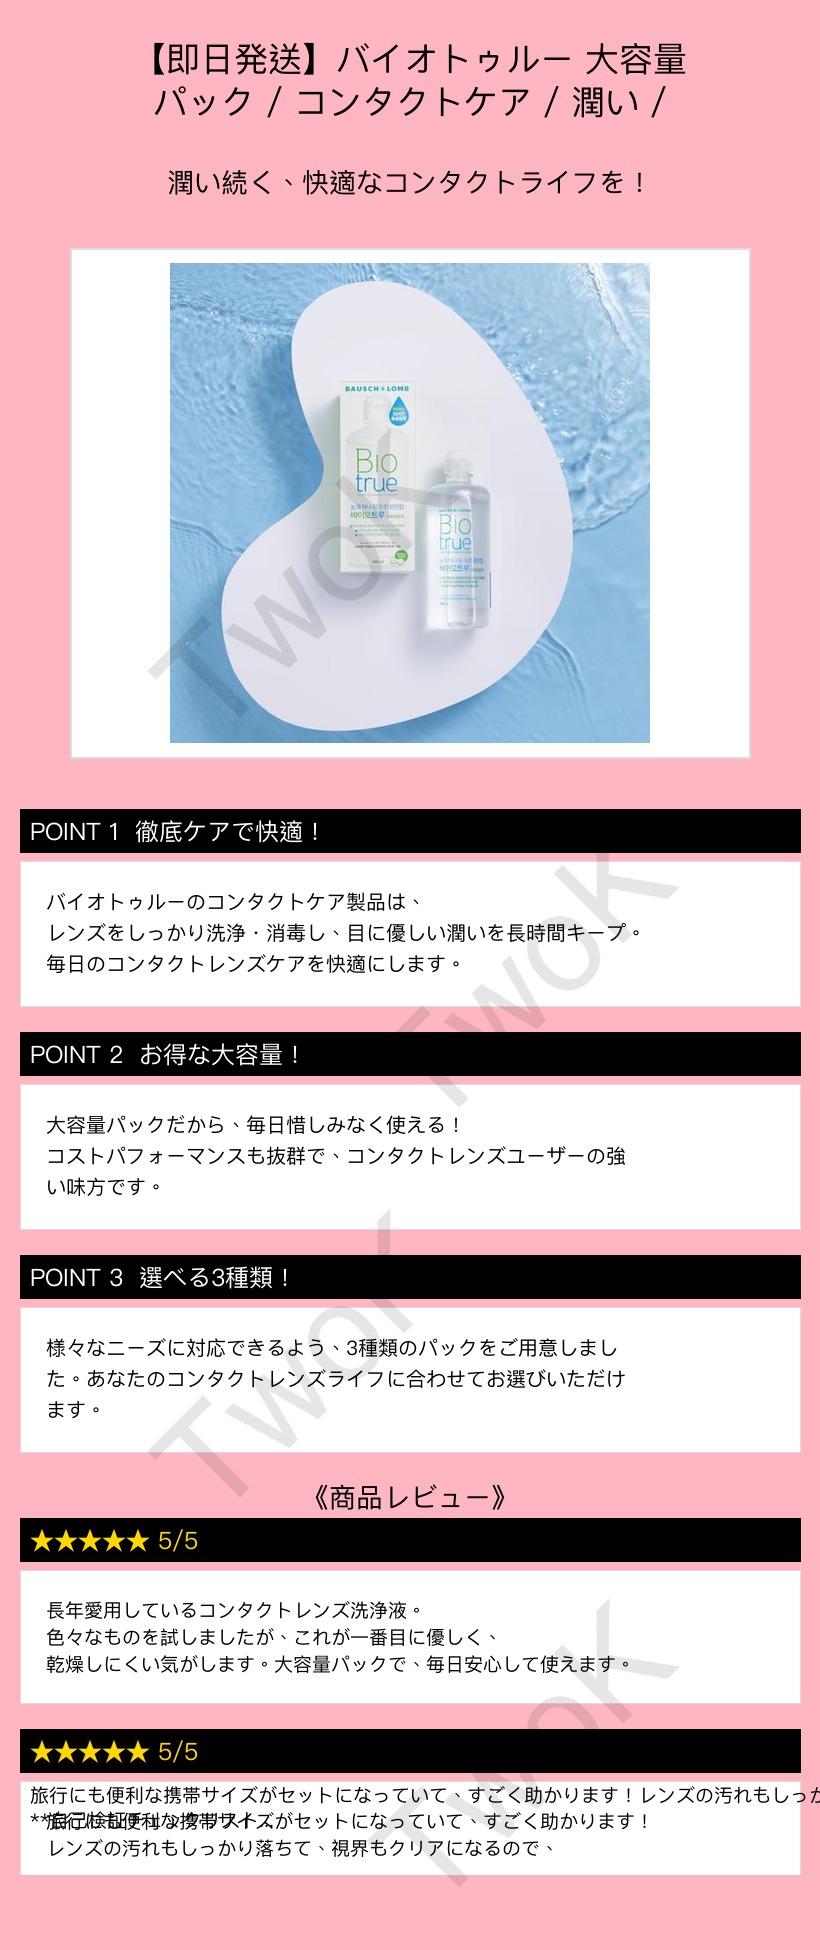 【即日発送】バイオトゥルー 大容量
パック / コンタクトケア / 潤い /
潤い続く、快適なコンタクトライフを！
BAUSCH+LOMB
Bio
true
바이오트루
Bio
true
바이오트루
Twok
POINT 1 徹底ケアで快適！
バイオトゥルーのコンタクトケア製品は、
レンズをしっかり洗浄・消毒し、目に優しい潤いを長時間キープ。
毎日のコンタクトレンズケアを快適にします。
Twok
POINT 2 お得な大容量！
大容量パックだから、毎日惜しみなく使える！
コストパフォーマンスも抜群で、コンタクトレンズユーザーの強
い味方です。
POINT 3 選べる3種類！
様々なニーズに対応できるよう、3種類のパックをご用意しまし
た。あなたのコンタクトレンズライフに合わせてお選びいただけ
ます。
Twok
《商品レビュー》
★★★★★ 5/5
長年愛用しているコンタクトレンズ洗浄液。
色々なものを試しましたが、これが一番目に優しく、
乾燥しにくい気がします。大容量パックで、毎日安心して使えます。
★★★★★ 5/5
Twok
旅行にも便利な携帯サイズがセットになっていて、すごく助かります！レンズの汚れもしっか
旅行にも便利な携帯サイズがセットになっていて、すごく助かります！
レンズの汚れもしっかり落ちて、視界もクリアになるので、